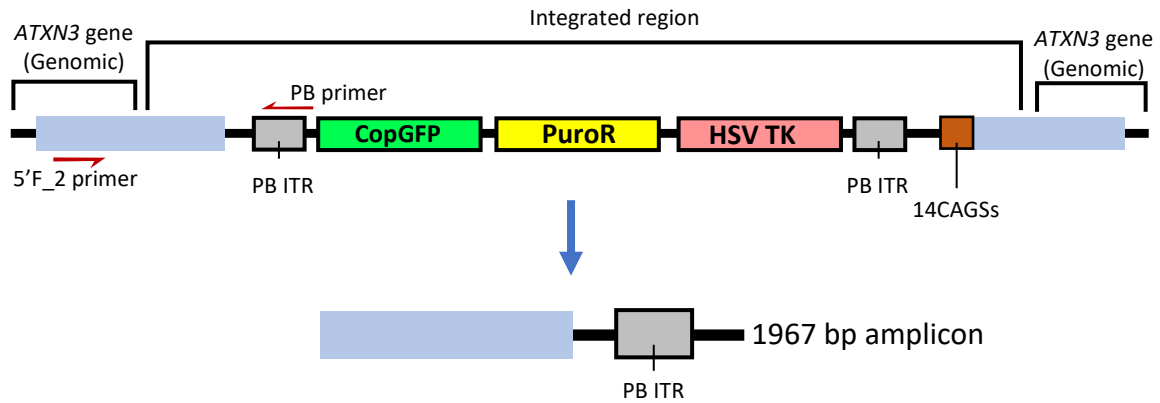 Integrated region
ATXN3 gene
(Genomic)
ATXN3 gene
(Genomic)
PB primer
CopGFP
PuroR
HSV TK
5'F_2 primer
PB ITR
PB ITR
14CAGSs
1967 bp amplicon
PB ITR